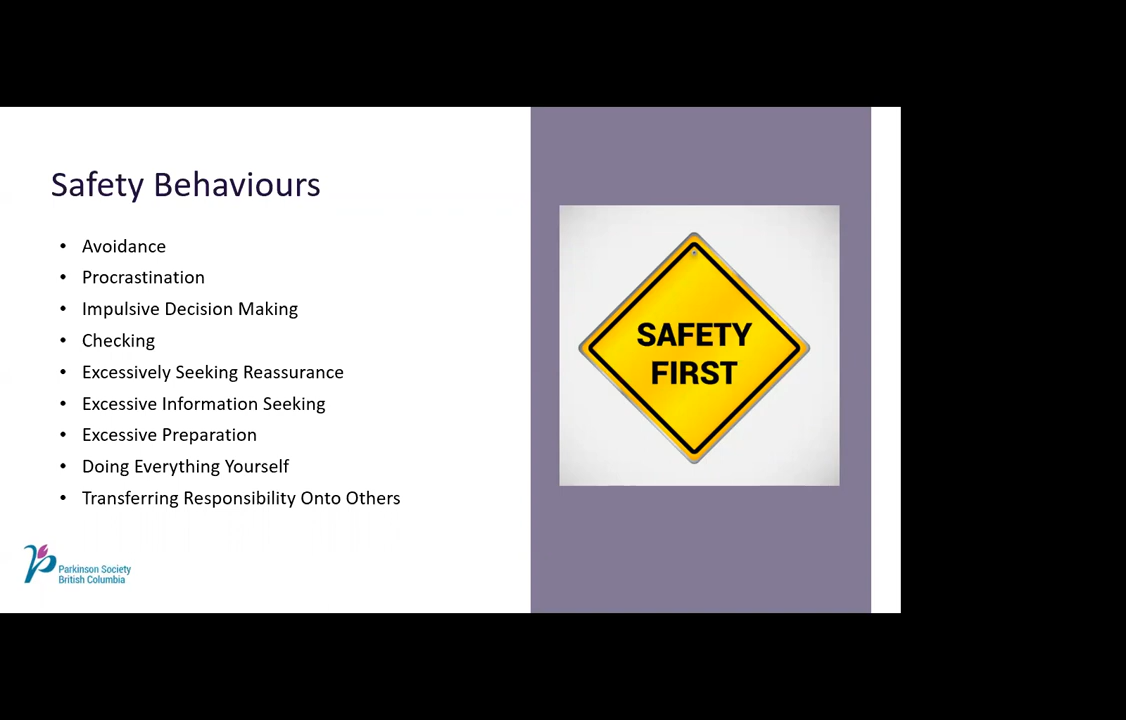 Safety Behaviours
• Avoidance
• Procrastination
• Impulsive Decision Making
• Checking
• Excessively Seeking Reassurance
• Excessive Information Seeking
• Excessive Preparation
• Doing Everything Yourself
• Transferring Responsibility Onto Others
Parkinson Society
British Columbia
SAFETY
FIRST